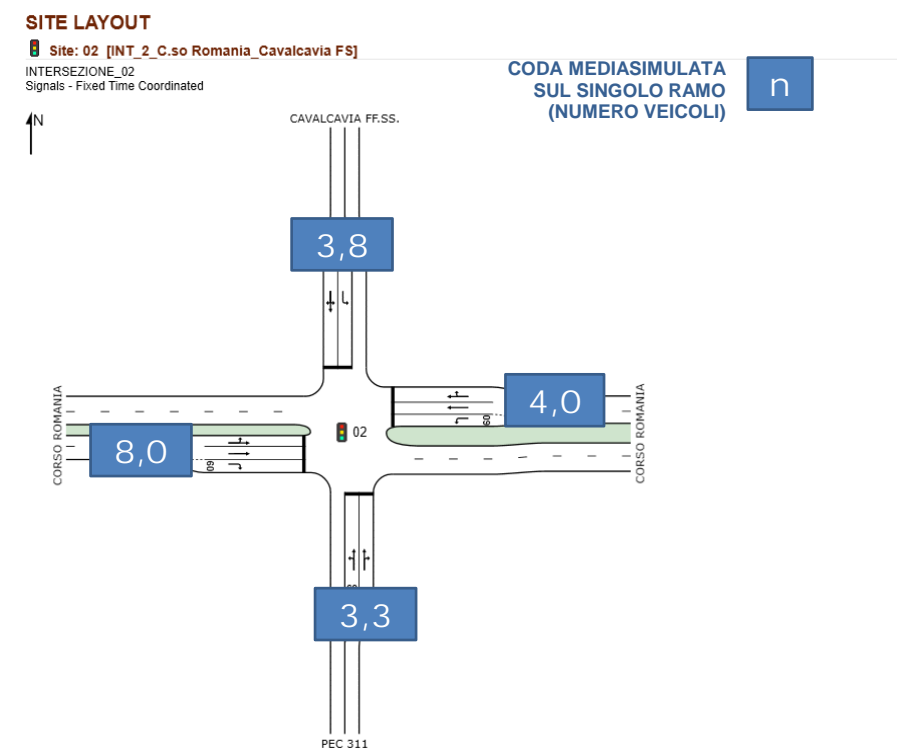 SITE LAYOUT
Site: 02 [INT_2_C.so Romania_Cavalcavia FS]
INTERSEZIONE_02
Signals - Fixed Time Coordinated
CODA MEDIASIMULATA
SUL SINGOLO RAMO
(NUMERO VEICOLI)
n
N
CAVALCAVIA FF.SS.
3,8
CORSO ROMANIA
4,0
60
CORSO ROMANIA
02
8,0
60
3,3
PEC 311